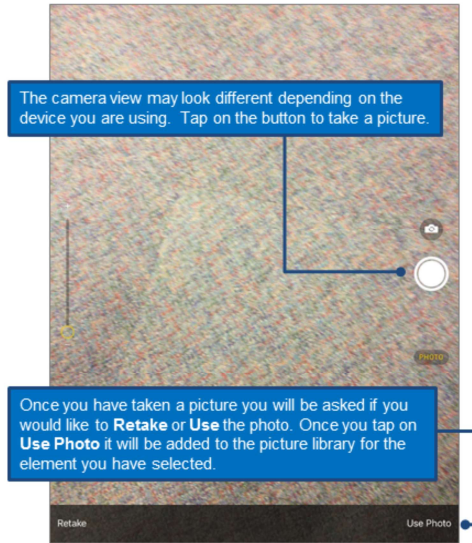 The camera view may look different depending on the
device you are using. Tap on the button to take a picture.
PHOTO
Once you have taken a picture you will be asked if you
would like to Retake or Use the photo. Once you tap on
Use Photo it will be added to the picture library for the
element you have selected.
Retake
Use Photo